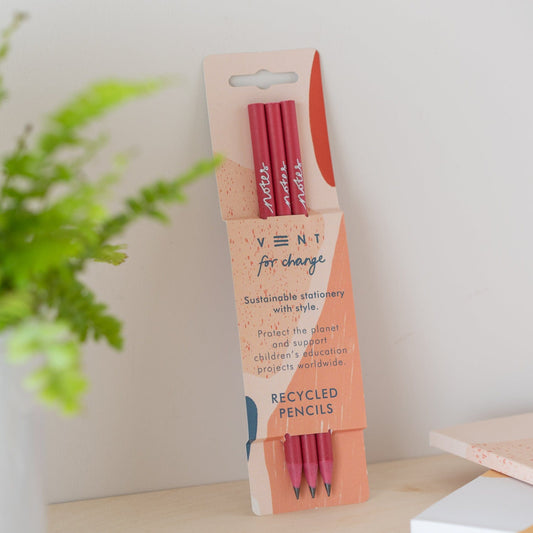 notes notes notes
V≡NT
for change
Sustainable stationery
with style.
Protect the planet
and support
children's education
projects worldwide.
RECYCLED
PENCILS